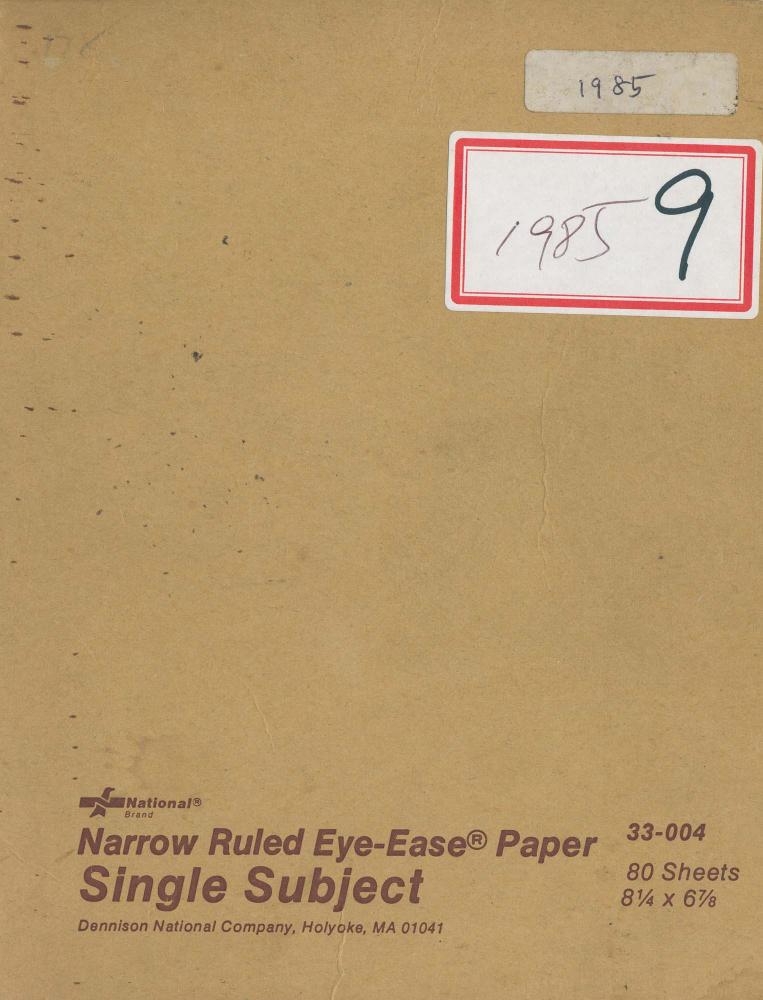 1985
1985 9
National®
Brand
Narrow Ruled Eye-Ease® Paper 33-004
Single Subject 80 Sheets
8¼ x 6⅞
Dennison National Company, Holyoke, MA 01041